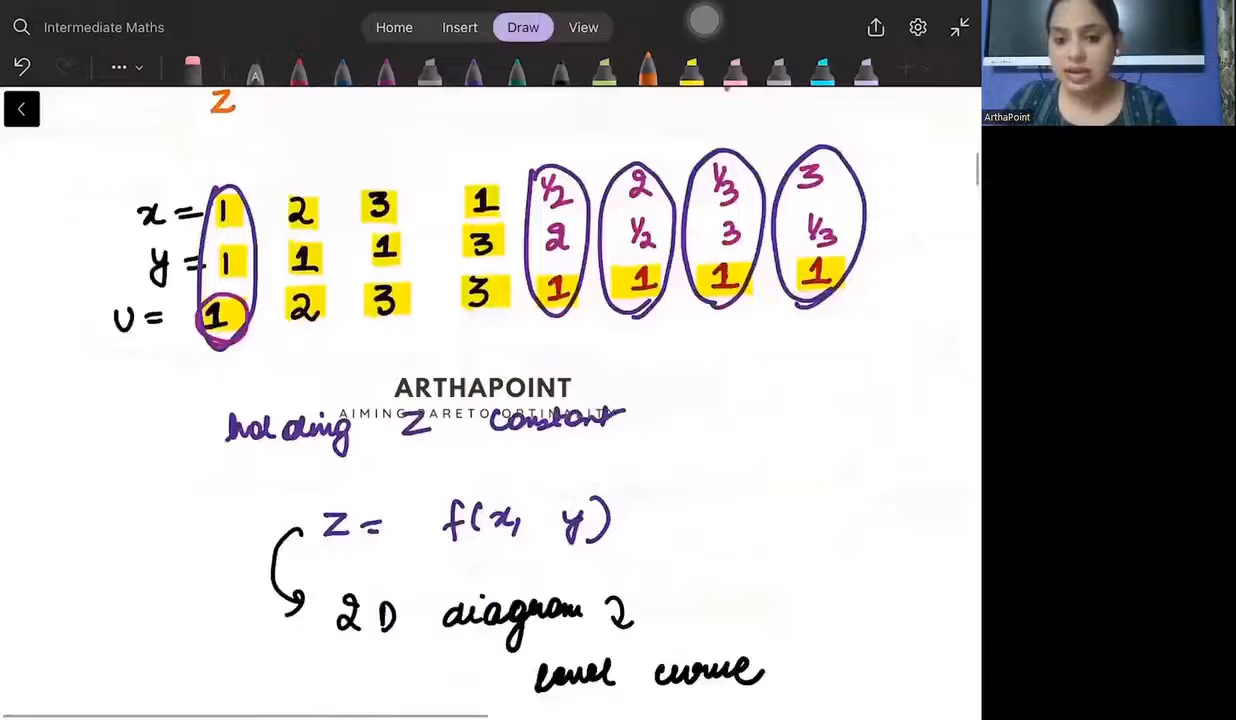 Intermediate Maths
Home Insert Draw View
A
ArthaPoint
z
x = 1 2 3 1 1/2 2 1/3 3
y = 1 1 1 3 2 1/2 3 1/3
U = 1 2 3 3 1 1 1 1
ARTHAPOINT
AIMING PARETO OPTIMALITY
holding z constant
z = f(x, y)
2D diagram 2
level curve